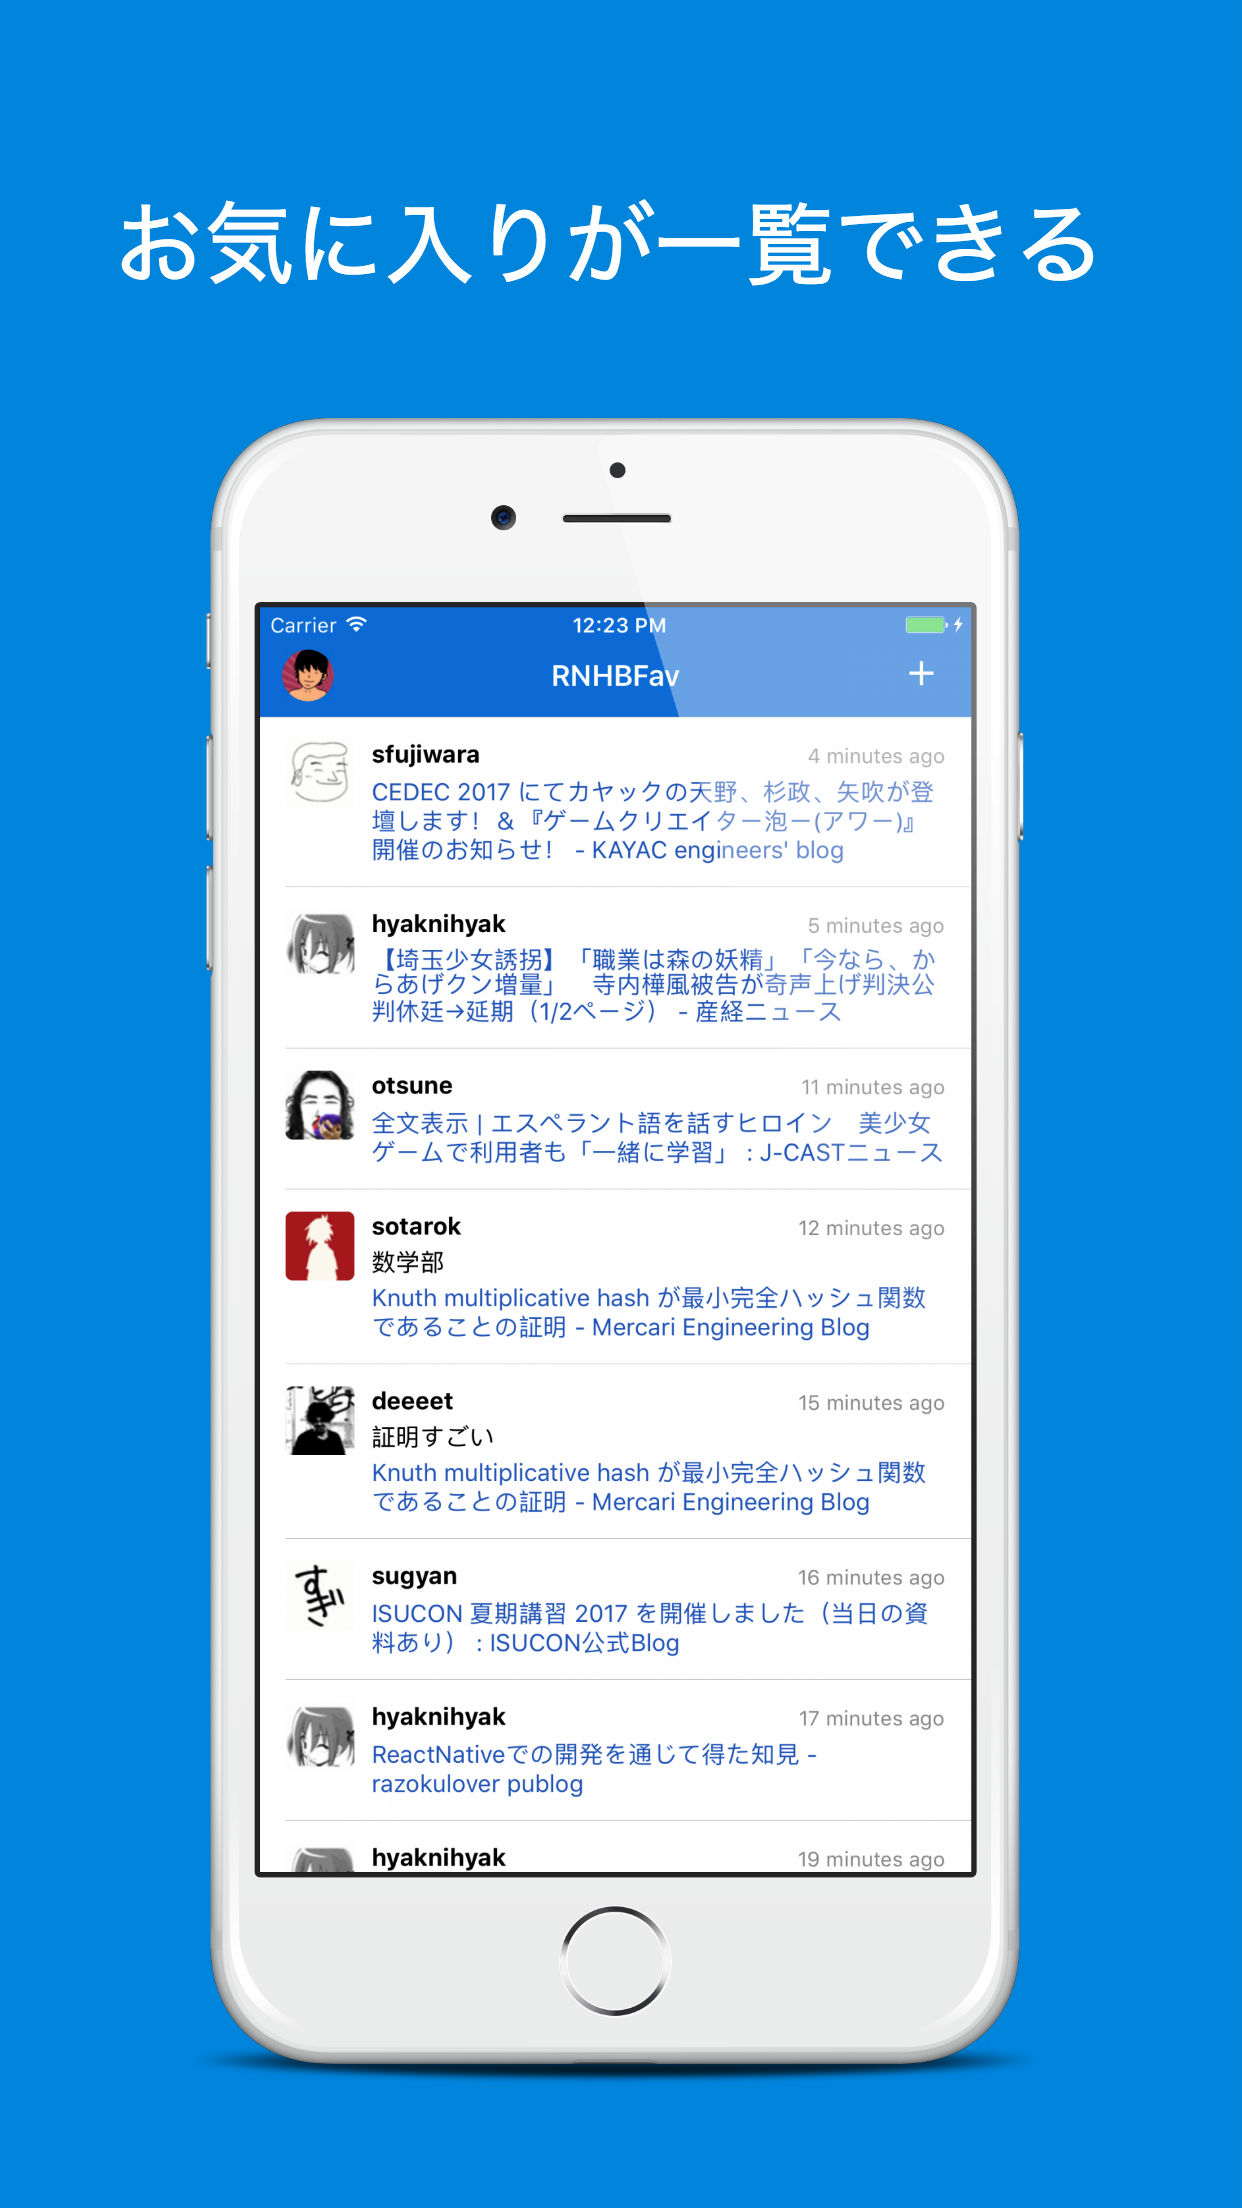 お気に入りが一覧できる
Carrier 12:23 PM
RNHBFav +
sfujiwara 4 minutes ago
CEDEC 2017 にてカヤックの天野、杉政、矢吹が登
壇します！&『ゲームクリエイター泡ー(アワー)』
開催のお知らせ！ - KAYAC engineers' blog
hyaknihyak 5 minutes ago
【埼玉少女誘拐】「職業は森の妖精」「今なら、か
らあげクン増量」　寺内樺風被告が奇声上げ判決公
判休廷→延期（1/2ページ） - 産経ニュース
otsune 11 minutes ago
全文表示 | エスペラント語を話すヒロイン　美少女
ゲームで利用者も「一緒に学習」 : J-CASTニュース
sotarok 12 minutes ago
数学部
Knuth multiplicative hash が最小完全ハッシュ関数
であることの証明 - Mercari Engineering Blog
deeeet 15 minutes ago
証明すごい
Knuth multiplicative hash が最小完全ハッシュ関数
であることの証明 - Mercari Engineering Blog
すぎ
sugyan 16 minutes ago
ISUCON 夏期講習 2017 を開催しました（当日の資
料あり） : ISUCON公式Blog
hyaknihyak 17 minutes ago
ReactNativeでの開発を通じて得た知見 -
razokulover publog
hyaknihyak 19 minutes ago